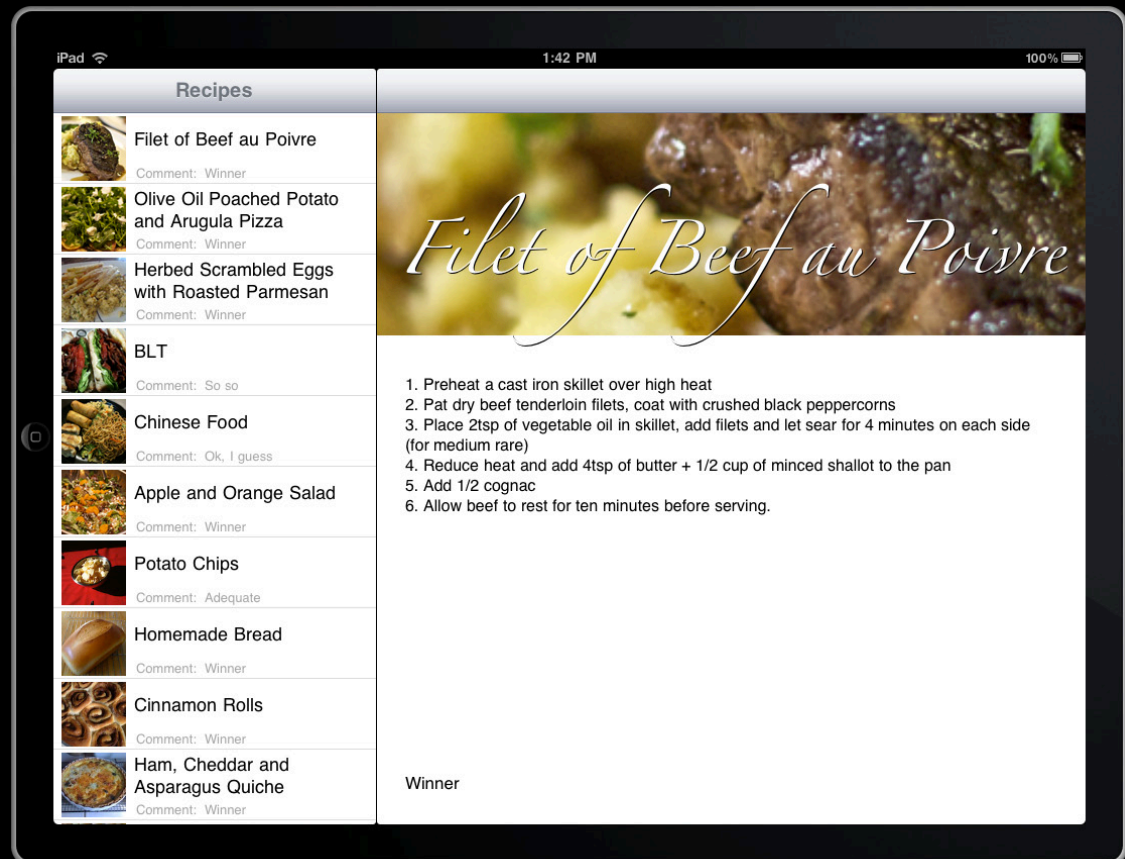 iPad
1:42 PM
100%
Recipes
Filet of Beef au Poivre
Comment: Winner
Olive Oil Poached Potato
and Arugula Pizza
Comment: Winner
Herbed Scrambled Eggs
with Roasted Parmesan
Comment: Winner
BLT
Comment: So so
Chinese Food
Comment: Ok, I guess
Apple and Orange Salad
Comment: Winner
Potato Chips
Comment: Adequate
Homemade Bread
Comment: Winner
Cinnamon Rolls
Comment: Winner
Ham, Cheddar and
Asparagus Quiche
Comment: Winner
Filet of Beef au Poivre
1. Preheat a cast iron skillet over high heat
2. Pat dry beef tenderloin filets, coat with crushed black peppercorns
3. Place 2tsp of vegetable oil in skillet, add filets and let sear for 4 minutes on each side
(for medium rare)
4. Reduce heat and add 4tsp of butter + 1/2 cup of minced shallot to the pan
5. Add 1/2 cognac
6. Allow beef to rest for ten minutes before serving.
Winner